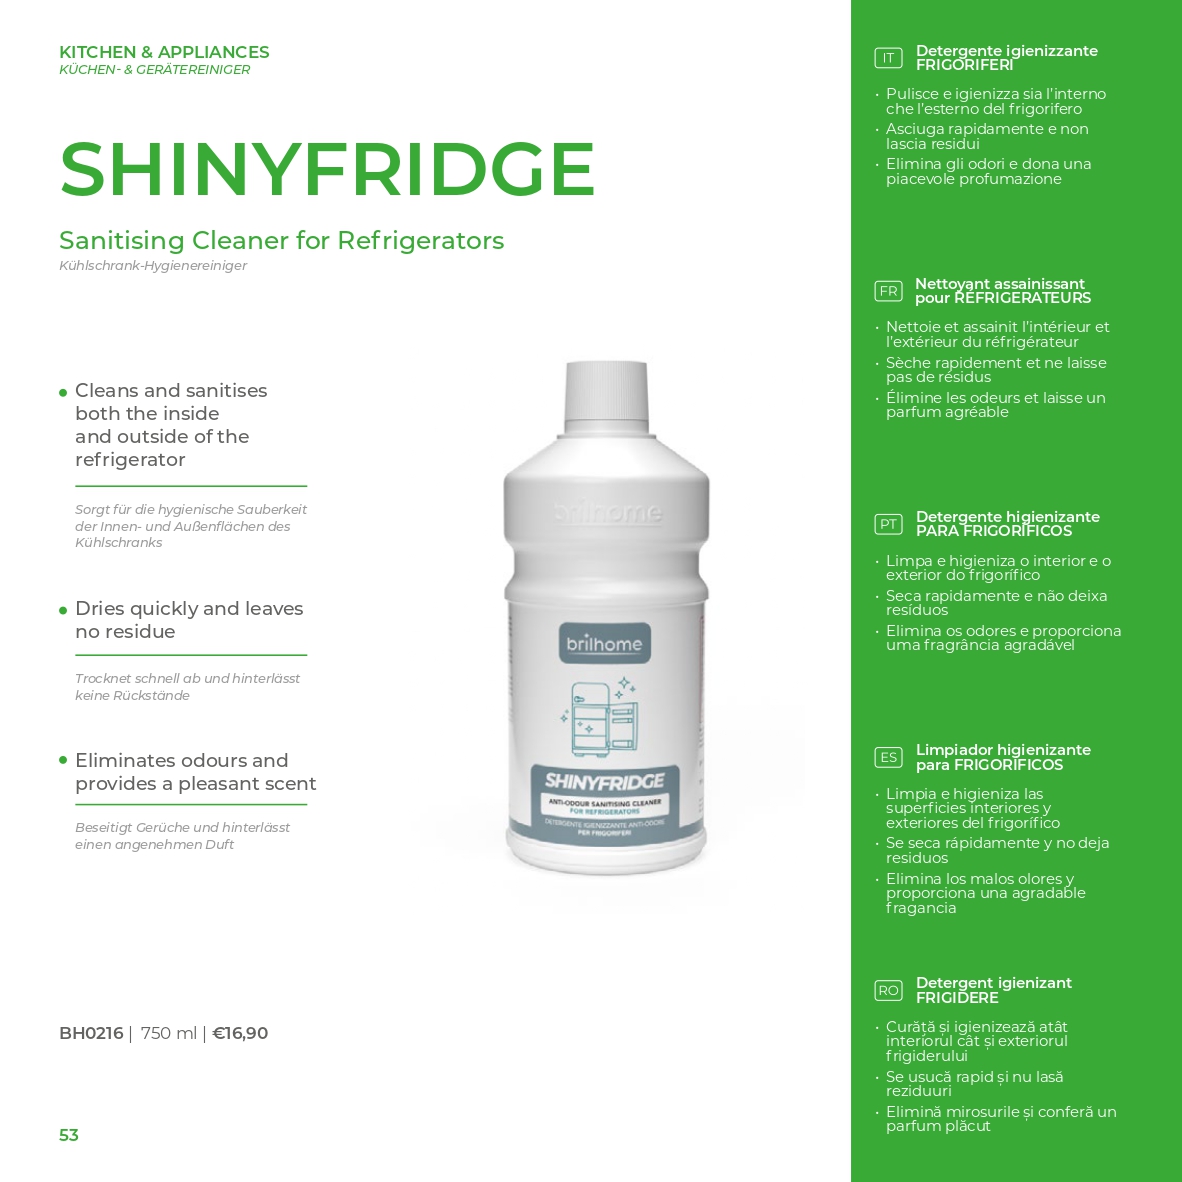 KITCHEN & APPLIANCES
KÜCHEN- & GERÄTEREINIGER
SHINYFRIDGE
Sanitising Cleaner for Refrigerators
Kühlschrank-Hygienereiniger
Cleans and sanitises
both the inside
and outside of the
refrigerator
Sorgt für die hygienische Sauberkeit
der Innen- und Außenflächen des
Kühlschranks
Dries quickly and leaves
no residue
Trocknet schnell ab und hinterlässt
keine Rückstände
Eliminates odours and
provides a pleasant scent
Beseitigt Gerüche und hinterlässt
einen angenehmen Duft
brilhome
brilhome
SHINYFRIDGE
ANTI-ODOUR SANITISING CLEANER
FOR REFRIGERATORS
DETERGENTE IGIENIZZANTE ANTI-ODORE
PER FRIGORIFERI
BH0216 | 750 ml | €16,90
53
IT Detergente igienizzante
FRIGORIFERI
• Pulisce e igienizza sia l'interno
che l'esterno del frigorifero
• Asciuga rapidamente e non
lascia residui
• Elimina gli odori e dona una
piacevole profumazione
FR Nettoyant assainissant
pour RÉFRIGERATEURS
• Nettoie et assainit l'intérieur et
l'extérieur du réfrigérateur
• Sèche rapidement et ne laisse
pas de résidus
• Élimine les odeurs et laisse un
parfum agréable
PT Detergente higienizante
PARA FRIGORÍFICOS
• Limpa e higieniza o interior e o
exterior do frigorífico
• Seca rapidamente e não deixa
resíduos
• Elimina os odores e proporciona
uma fragrância agradável
ES Limpiador higienizante
para FRIGORÍFICOS
• Limpia e higieniza las
superficies interiores y
exteriores del frigorífico
• Se seca rápidamente y no deja
residuos
• Elimina los malos olores y
proporciona una agradable
fragancia
RO Detergent igienizant
FRIGIDERE
• Curăță și igienizează atât
interiorul cât și exteriorul
frigiderului
• Se usucă rapid și nu lasă
reziduuri
• Elimină mirosurile și conferă un
parfum plăcut